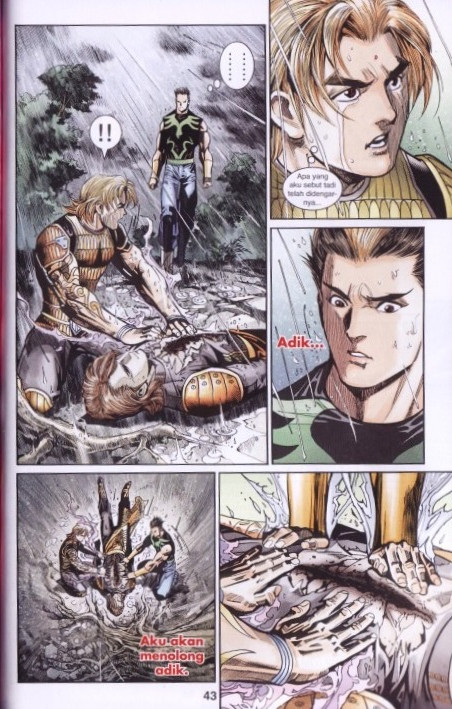 ......
!!
Apa yang
aku sebut tadi
telah didengar-
nya...
Adik...
Aku akan
menolong
adik.
43